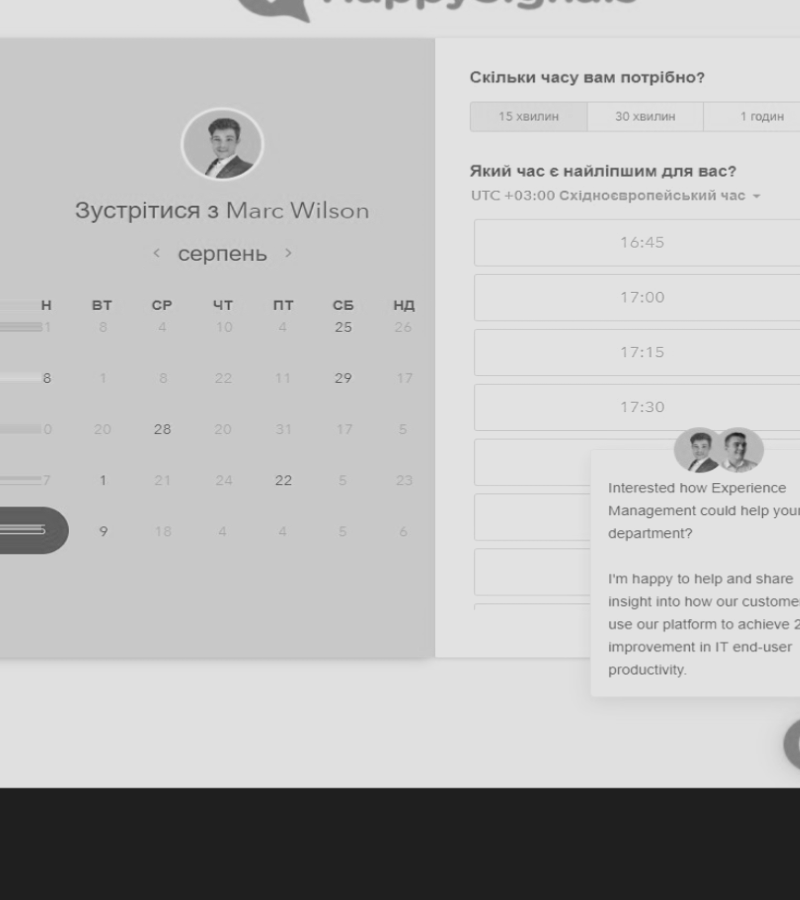 HappySignals
Зустрітися з Marc Wilson
‹ серпень ›
Н ВТ СР ЧТ ПТ СБ НД
1 8 4 10 4 25 26
8 1 8 22 11 29 17
0 20 28 20 31 17 5
7 1 21 24 22 5 23
9 18 4 4 5 6
Скільки часу вам потрібно?
15 хвилин 30 хвилин 1 годин
Який час є найліпшим для вас?
UTC +03:00 Східноєвропейський час
16:45
17:00
17:15
17:30
Interested how Experience
Management could help your
department?
I'm happy to help and share
insight into how our custome
use our platform to achieve 2
improvement in IT end-user
productivity.